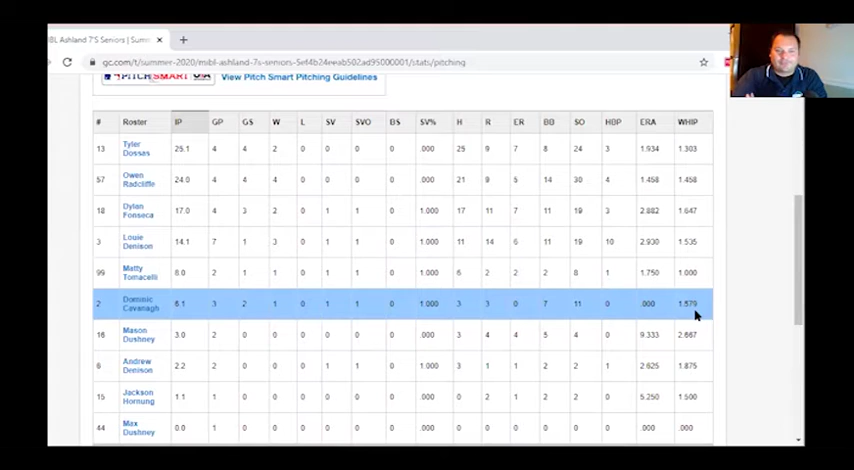 IBL Ashland 7'S Seniors | Summ × +
gc.com/t/summer-2020/msbl-ashland-7s-seniors-5ef4b24eeab502ad95000001/stats/pitching
PITCH SMART USA View Pitch Smart Pitching Guidelines
# Roster IP GP GS W L SV SVO BS SV% H R ER BB SO HBP ERA WHIP
13 Tyler Dossas 25.1 4 4 2 0 0 0 0 .000 25 9 7 8 24 3 1.934 1.303
57 Owen Radcliffe 24.0 4 4 4 0 0 0 0 .000 21 9 5 14 30 4 1.458 1.458
18 Dylan Fonseca 17.0 4 3 2 0 1 1 0 1.000 17 11 7 11 19 3 2.882 1.647
3 Louie Denison 14.1 7 1 3 0 1 1 0 1.000 11 14 6 11 19 10 2.930 1.535
99 Matty Tomacelli 8.0 2 1 1 0 1 1 0 1.000 6 2 2 2 8 1 1.750 1.000
2 Dominic Cavanagh 6.1 3 2 1 0 1 1 0 1.000 3 3 0 7 11 0 .000 1.579
16 Mason Dushney 3.0 2 0 0 0 0 0 0 .000 3 4 4 5 4 0 9.333 2.667
6 Andrew Denison 2.2 2 0 0 0 1 1 0 1.000 3 1 1 2 2 1 2.625 1.875
15 Jackson Hornung 1.1 1 0 0 0 0 0 0 .000 0 2 1 2 2 0 5.250 1.500
44 Max Dushney 0.0 1 0 0 0 0 0 0 .000 0 0 0 0 0 0 .000 .000